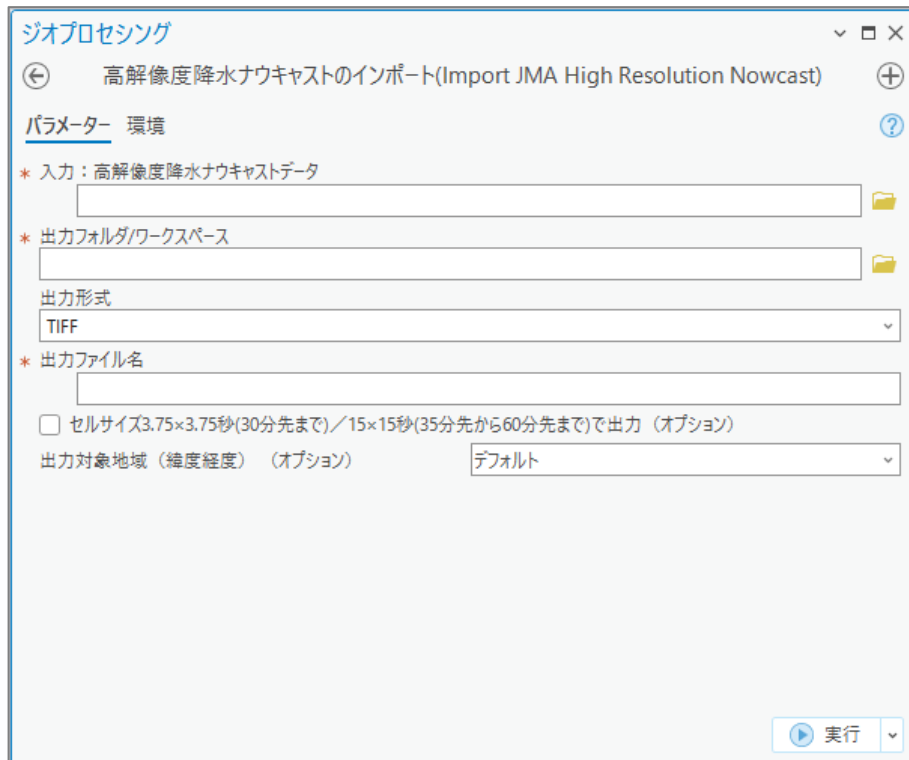 ジオプロセシング
高解像度降水ナウキャストのインポート(Import JMA High Resolution Nowcast)
パラメーター 環境
* 入力：高解像度降水ナウキャストデータ
* 出力フォルダ/ワークスペース
出力形式
TIFF
* 出力ファイル名
セルサイズ3.75×3.75秒(30分先まで)／15×15秒(35分先から60分先まで)で出力（オプション）
出力対象地域（緯度経度）（オプション） デフォルト
実行